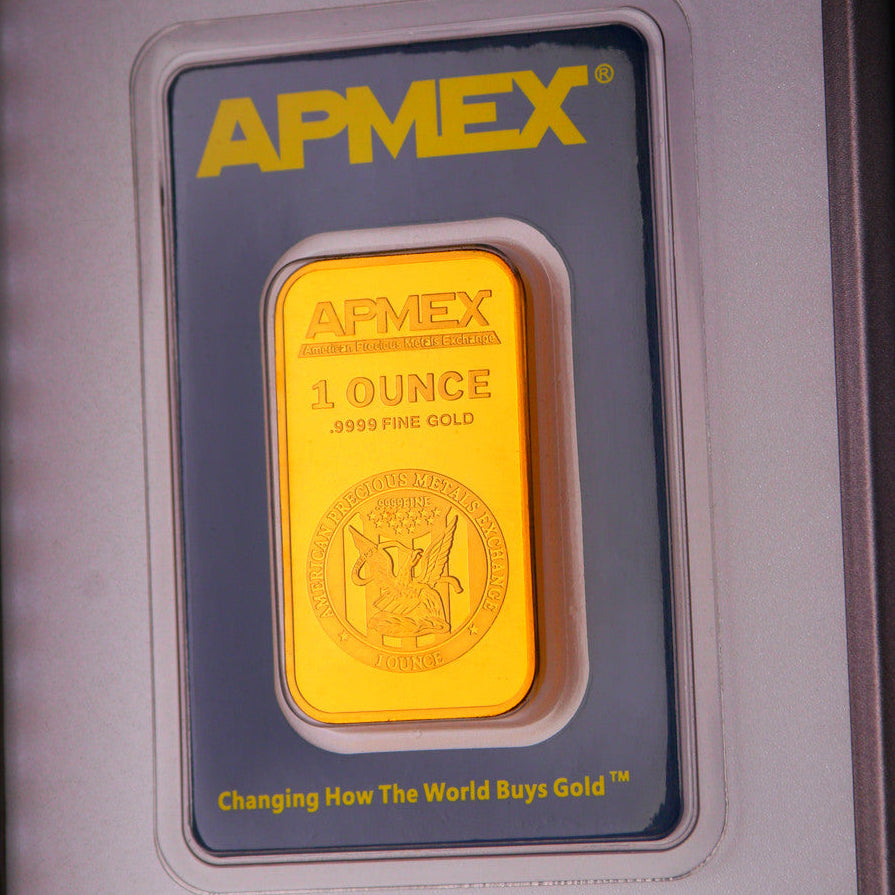 APMEX®
APMEX
American Precious Metals Exchange
1 OUNCE
.9999 FINE GOLD
AMERICAN PRECIOUS METALS EXCHANGE
.9999 FINE
1 OUNCE
Changing How The World Buys Gold™